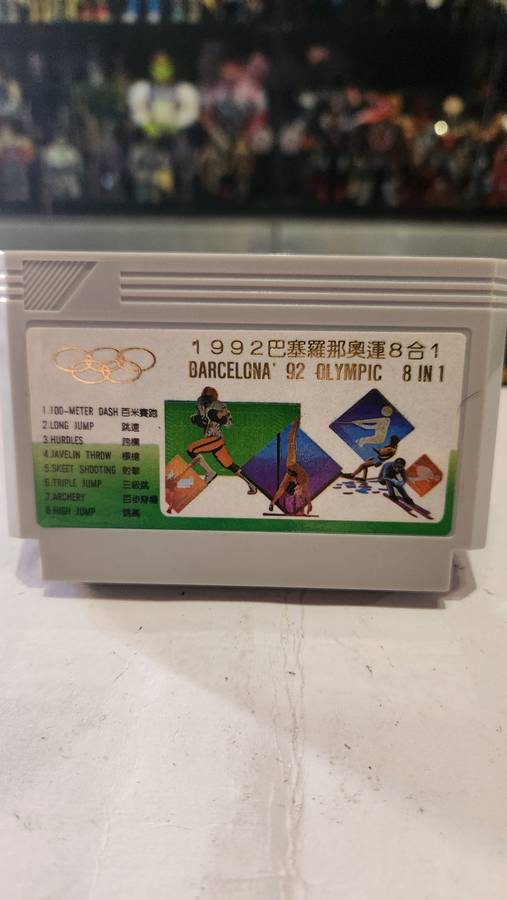 1992巴塞羅那奧運8合1
BARCELONA' 92 OLYMPIC 8 IN 1
1.100-METER DASH 百米賽跑
2.LONG JUMP 跳遠
3.HURDLES 跨欄
4.JAVELIN THROW 標槍
5.SKEET SHOOTING 射擊
6.TRIPLE JUMP 三級跳
7.ARCHERY 百步穿楊
8.HIGH JUMP 跳高